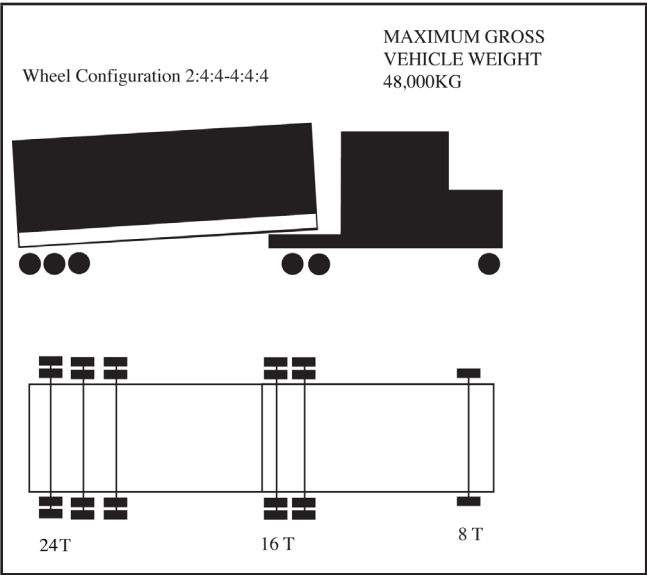 MAXIMUM GROSS
VEHICLE WEIGHT
48,000KG
Wheel Configuration 2:4:4-4:4:4
24T
16 T
8 T